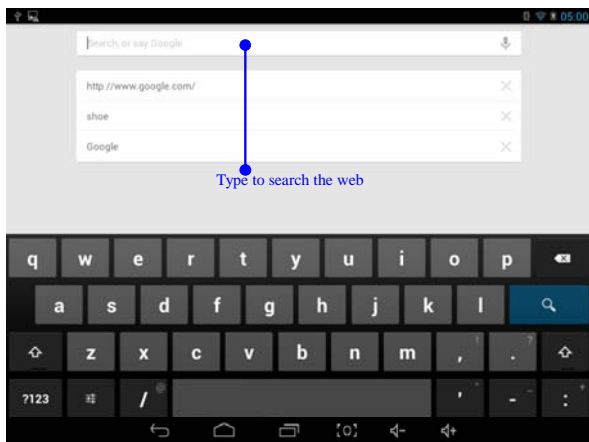 05:00
Search, or say Google
http://www.google.com/
shoe
Google
Type to search the web
q w e r t y u i o p
a s d f g h j k l
z x c v b n m , ! . ?
?123 / @ ' " - _ : +